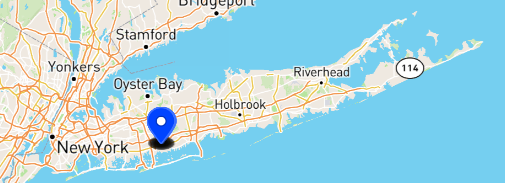 Bridgeport
Stamford
Yonkers
Riverhead
114
Oyster Bay
Holbrook
New York